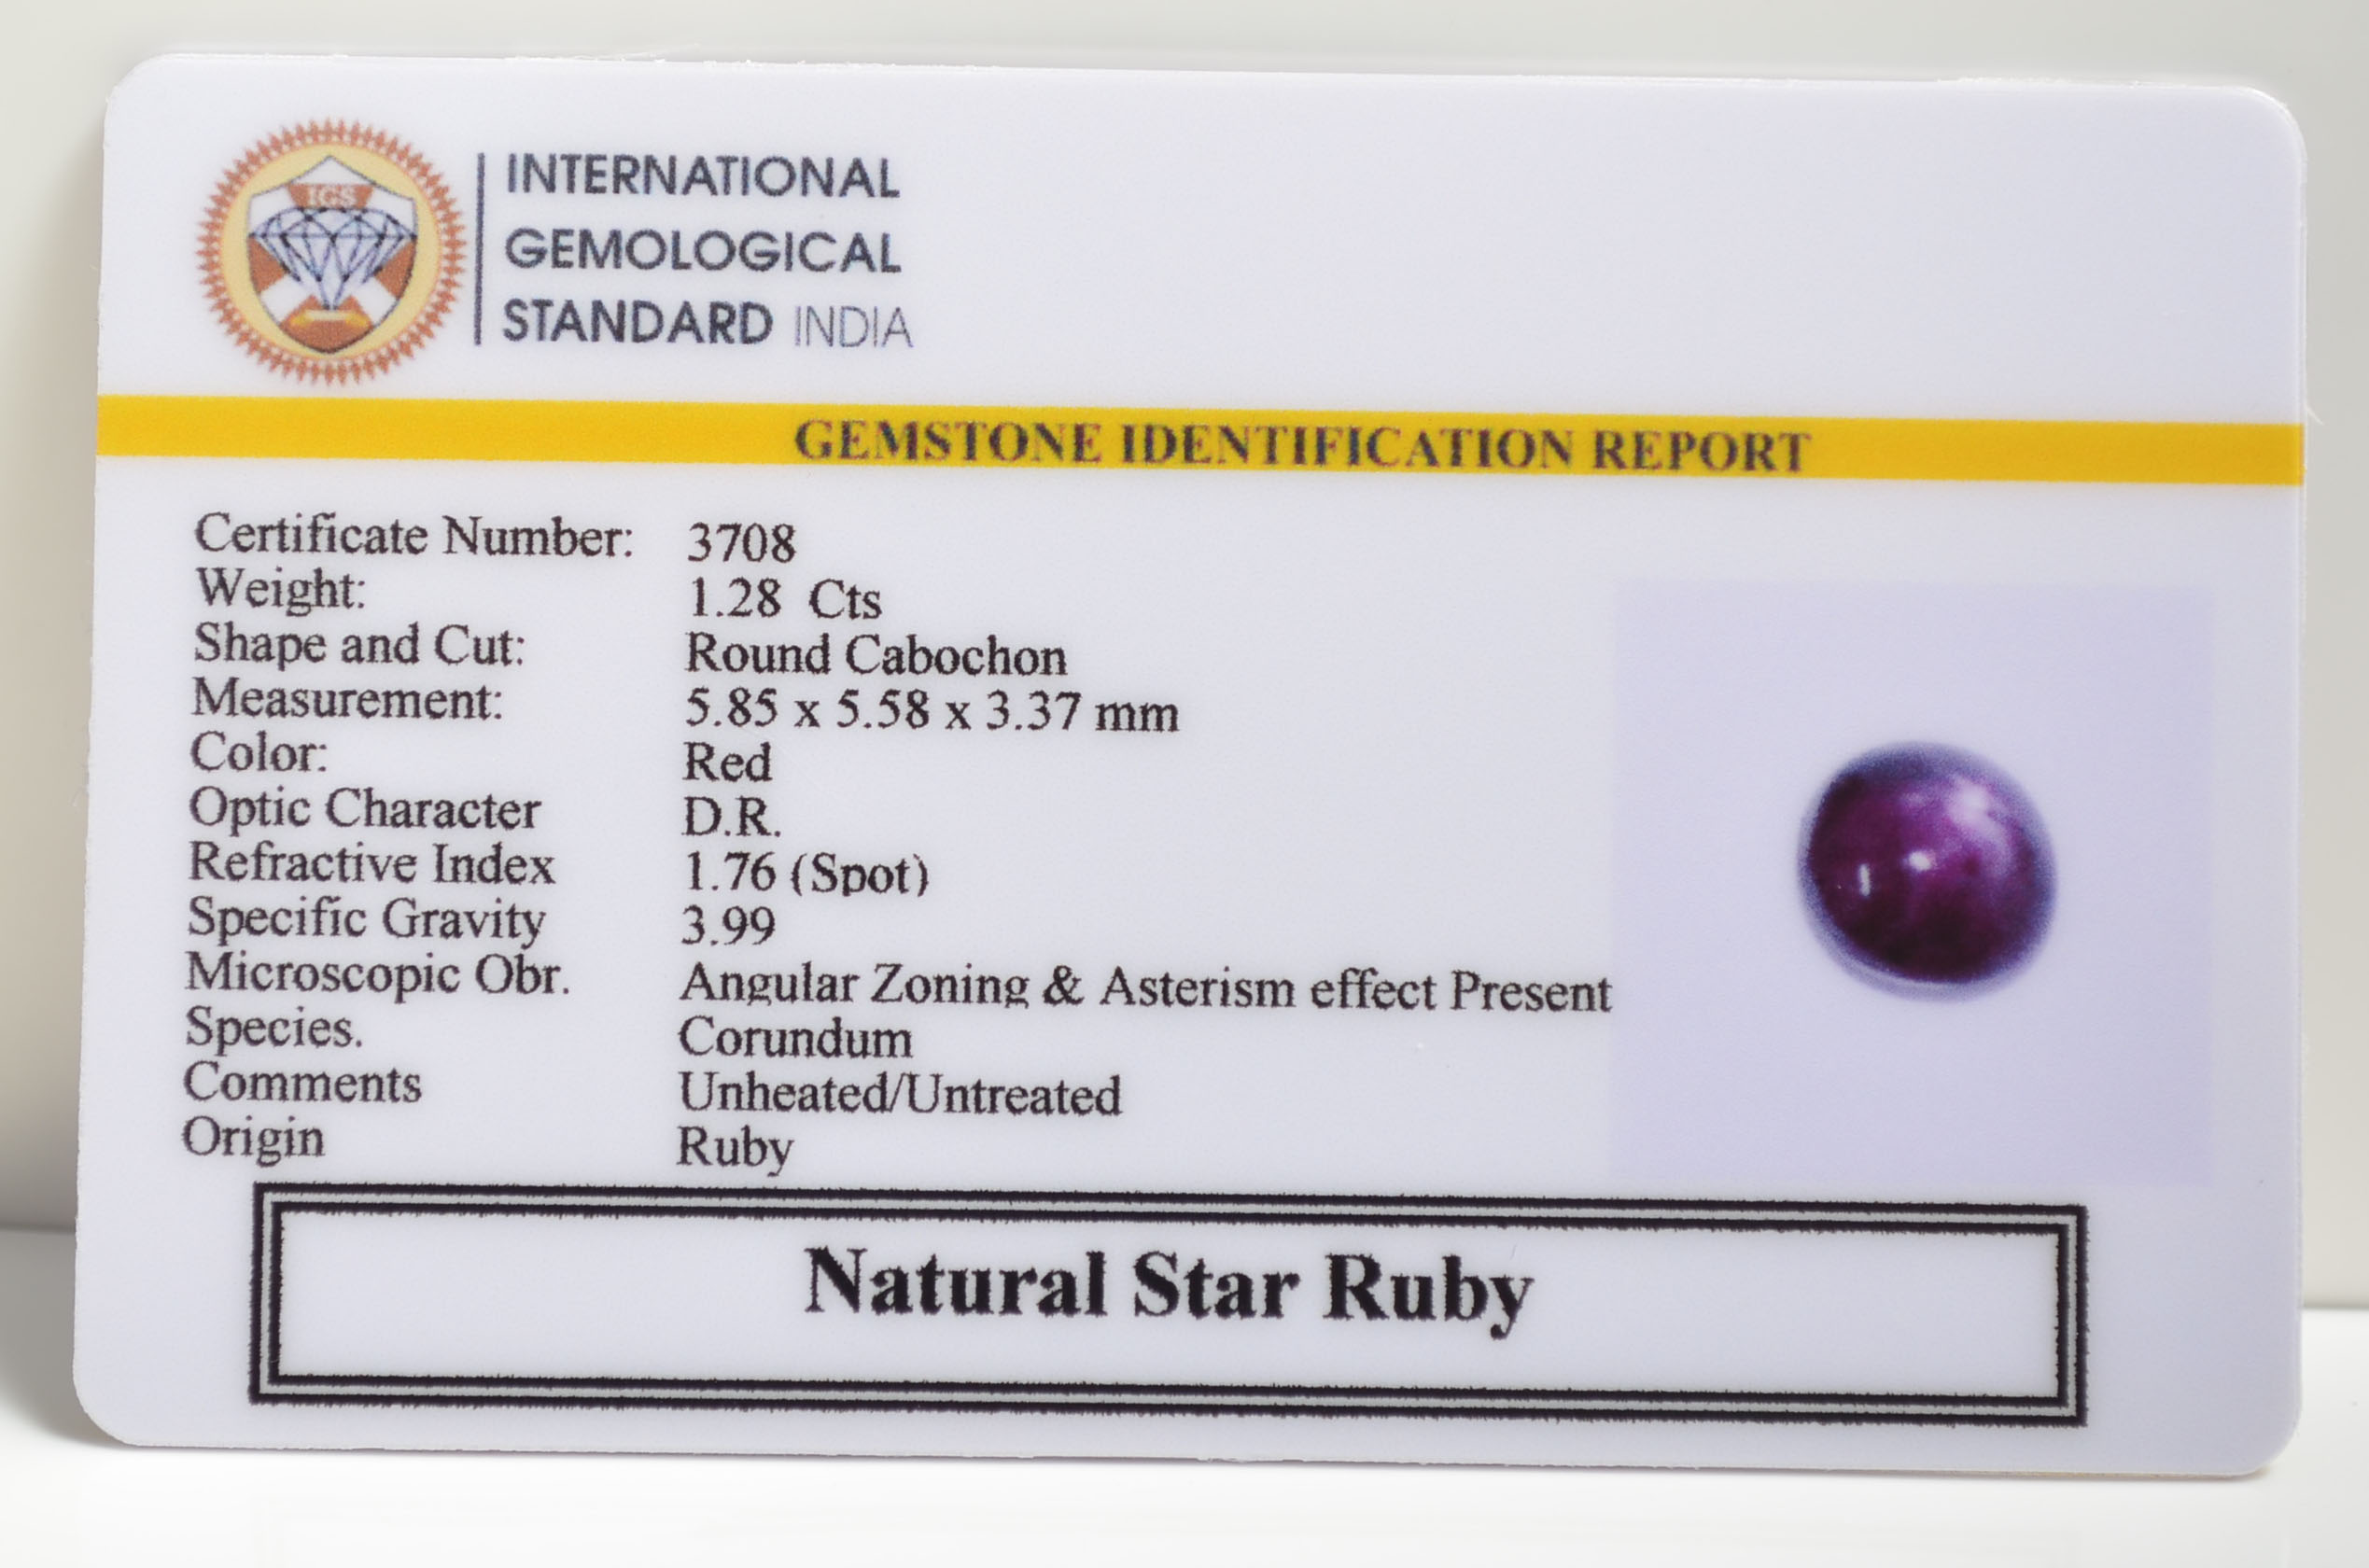 IGS
INTERNATIONAL
GEMOLOGICAL
STANDARD INDIA
GEMSTONE IDENTIFICATION REPORT
Certificate Number: 3708
Weight: 1.28 Cts
Shape and Cut: Round Cabochon
Measurement: 5.85 x 5.58 x 3.37 mm
Color: Red
Optic Character D.R.
Refractive Index 1.76 (Spot)
Specific Gravity 3.99
Microscopic Obr. Angular Zoning & Asterism effect Present
Species. Corundum
Comments Unheated/Untreated
Origin Ruby
Natural Star Ruby